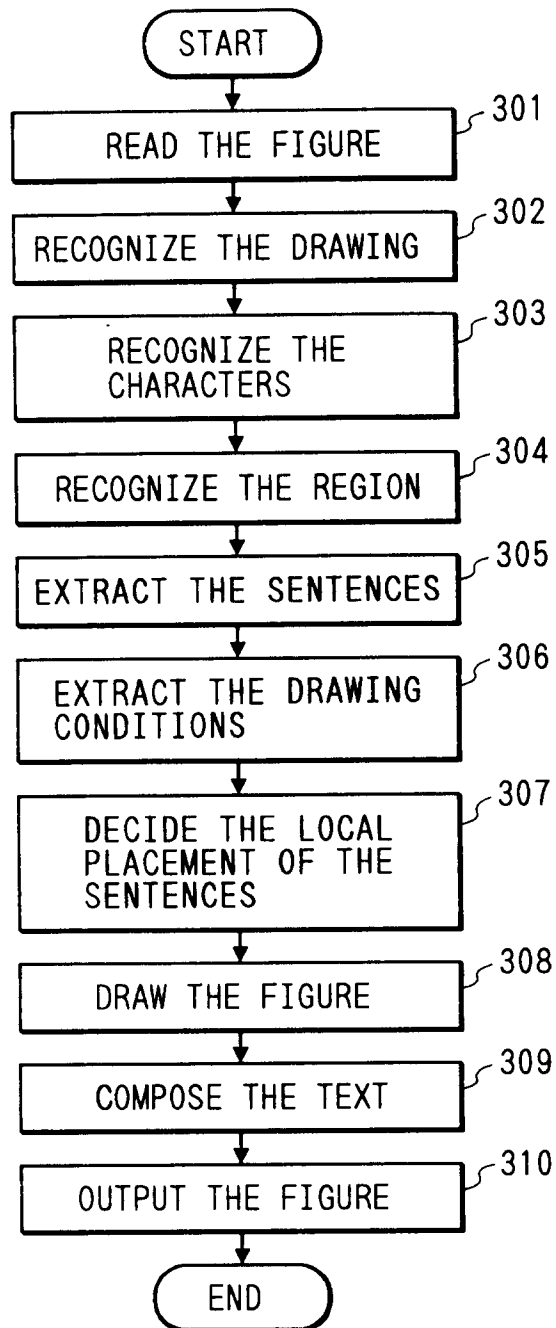 START
301
READ THE FIGURE
302
RECOGNIZE THE DRAWING
303
RECOGNIZE THE
CHARACTERS
304
RECOGNIZE THE REGION
305
EXTRACT THE SENTENCES
306
EXTRACT THE DRAWING
CONDITIONS
307
DECIDE THE LOCAL
PLACEMENT OF THE
SENTENCES
308
DRAW THE FIGURE
309
COMPOSE THE TEXT
310
OUTPUT THE FIGURE
END